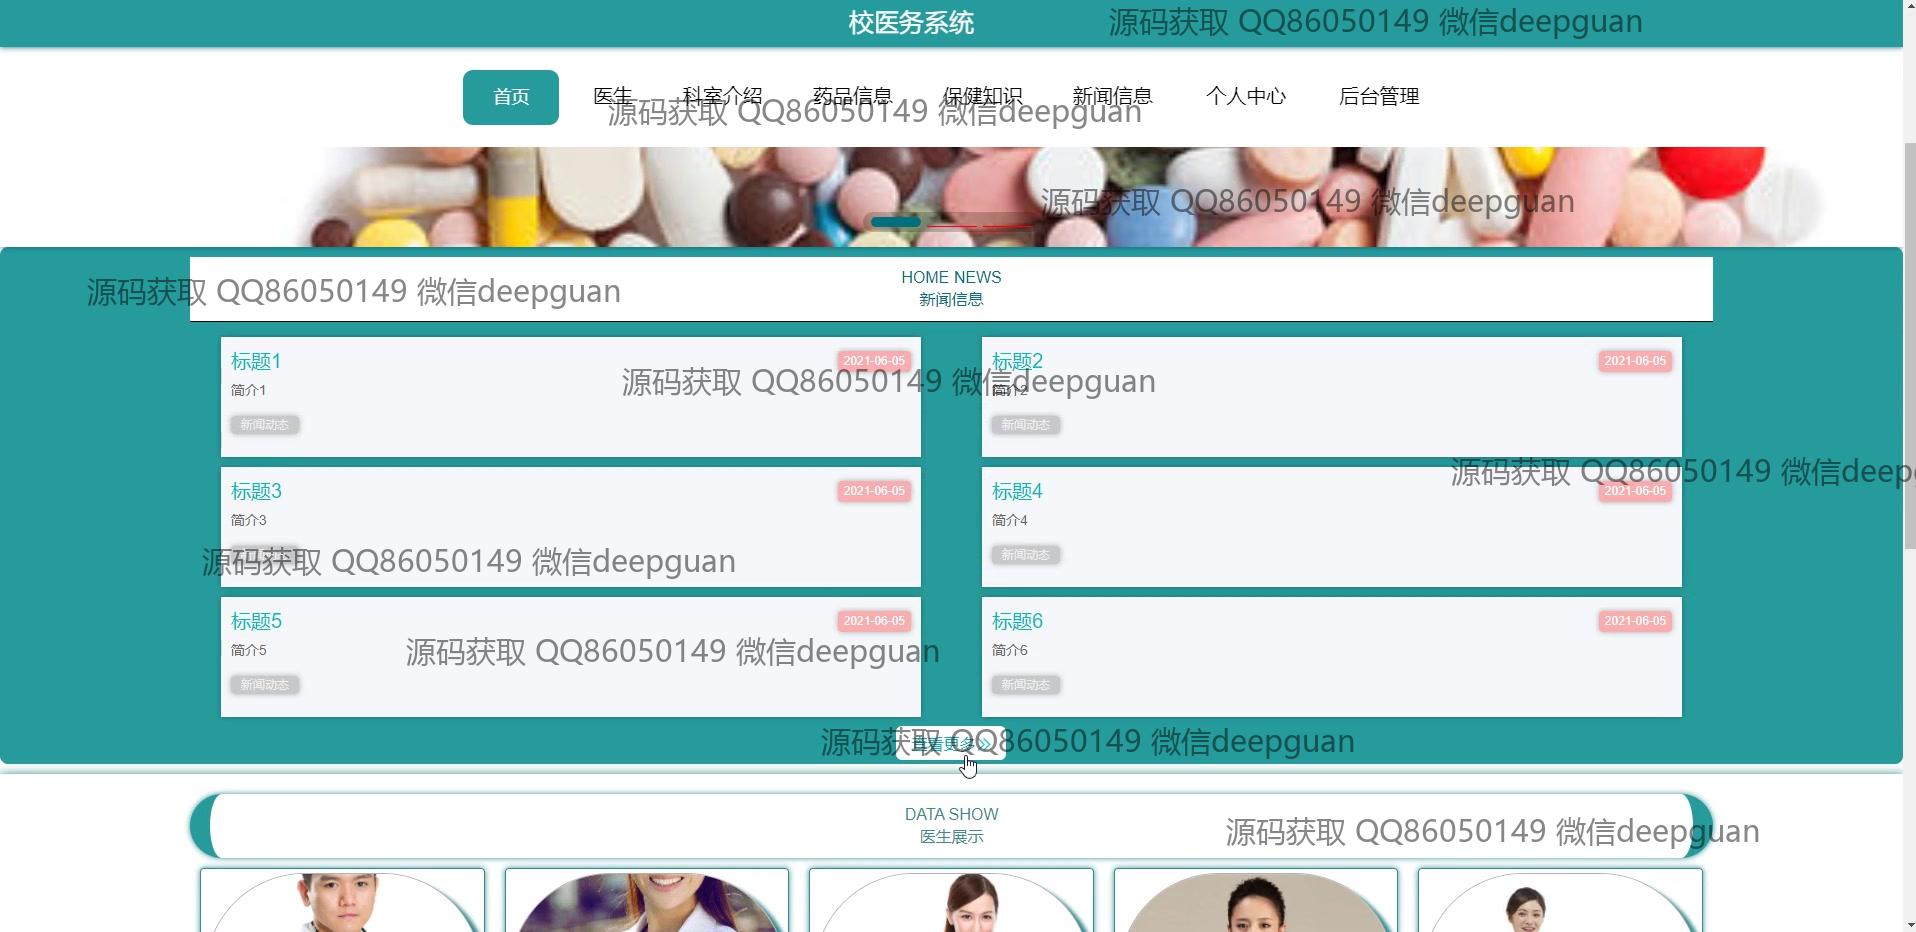 校医务系统
源码获取 QQ86050149 微信deepguan
首页 医生 科室介绍 药品信息 保健知识 新闻信息 个人中心 后台管理
源码获取 QQ86050149 微信deepguan
源码获取 QQ86050149 微信deepguan
HOME NEWS
新闻信息
源码获取 QQ86050149 微信deepguan
标题1 2021-06-05
简介1
新闻动态
标题2 2021-06-05
简介2
新闻动态
源码获取 QQ86050149 微信deepguan
标题3 2021-06-05
简介3
标题4 2021-06-05
简介4
新闻动态
源码获取 QQ86050149 微信deep
源码获取 QQ86050149 微信deepguan
标题5 2021-06-05
简介5
新闻动态
标题6 2021-06-05
简介6
新闻动态
源码获取 QQ86050149 微信deepguan
查看更多
源码获取 QQ86050149 微信deepguan
DATA SHOW
医生展示
源码获取 QQ86050149 微信deepguan